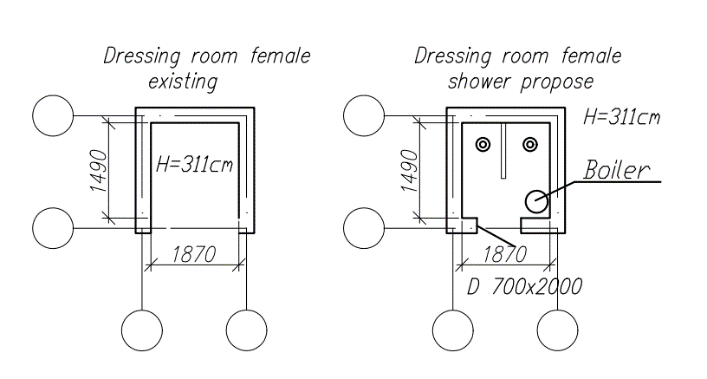 Dressing room female
existing
H=311cm
1490
1870
Dressing room female
shower propose
H=311cm
Boiler
1490
1870
D 700x2000